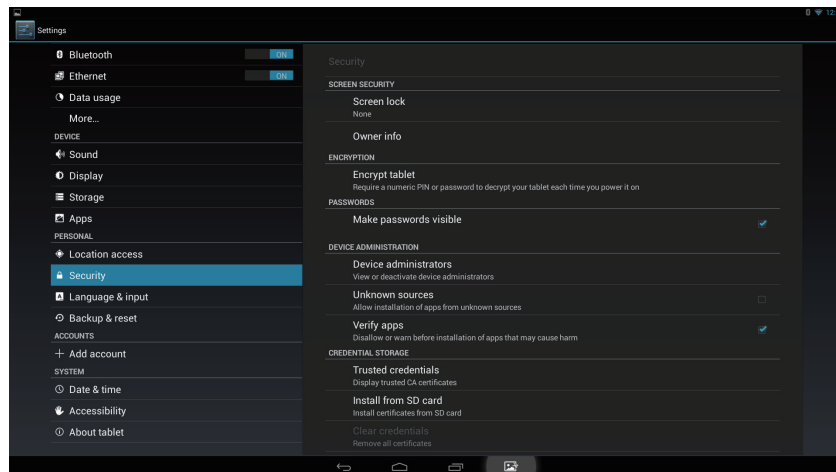 12:
Settings
Bluetooth ON
Ethernet ON
Data usage
More...
DEVICE
Sound
Display
Storage
Apps
PERSONAL
Location access
Security
Language & input
Backup & reset
ACCOUNTS
Add account
SYSTEM
Date & time
Accessibility
About tablet
Security
SCREEN SECURITY
Screen lock
None
Owner info
ENCRYPTION
Encrypt tablet
Require a numeric PIN or password to decrypt your tablet each time you power it on
PASSWORDS
Make passwords visible
DEVICE ADMINISTRATION
Device administrators
View or deactivate device administrators
Unknown sources
Allow installation of apps from unknown sources
Verify apps
Disallow or warn before installation of apps that may cause harm
CREDENTIAL STORAGE
Trusted credentials
Display trusted CA certificates
Install from SD card
Install certificates from SD card
Clear credentials
Remove all certificates